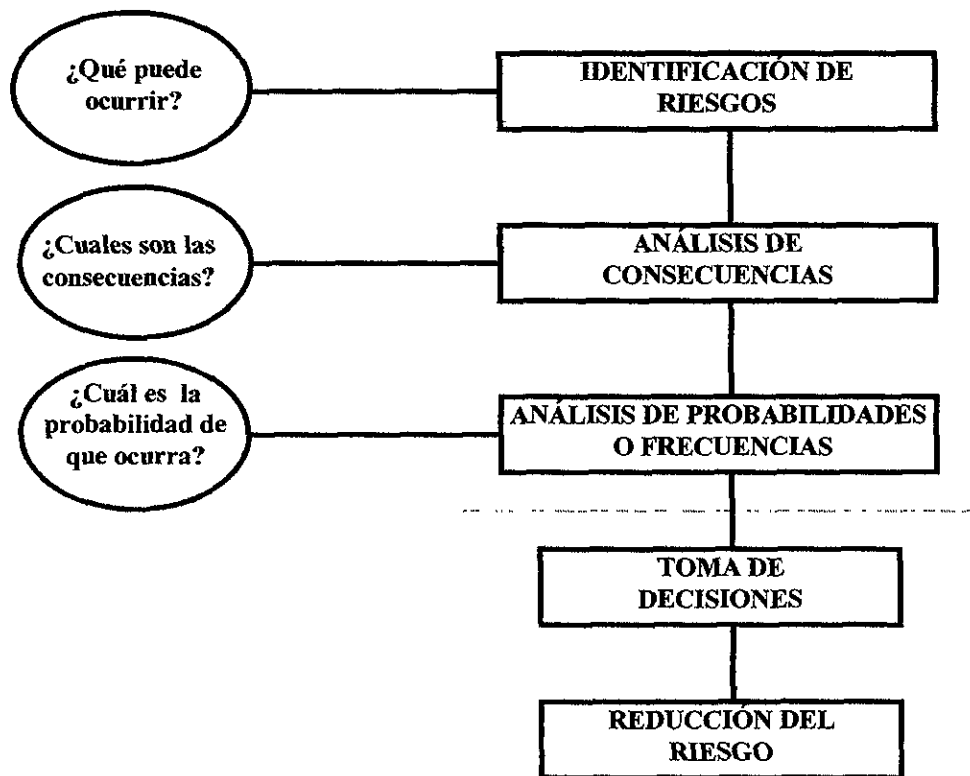 ¿Qué puede
ocurrir?
IDENTIFICACIÓN DE
RIESGOS
¿Cuales son las
consecuencias?
ANÁLISIS DE
CONSECUENCIAS
¿Cuál es la
probabilidad de
que ocurra?
ANÁLISIS DE PROBABILIDADES
O FRECUENCIAS
TOMA DE
DECISIONES
REDUCCIÓN DEL
RIESGO